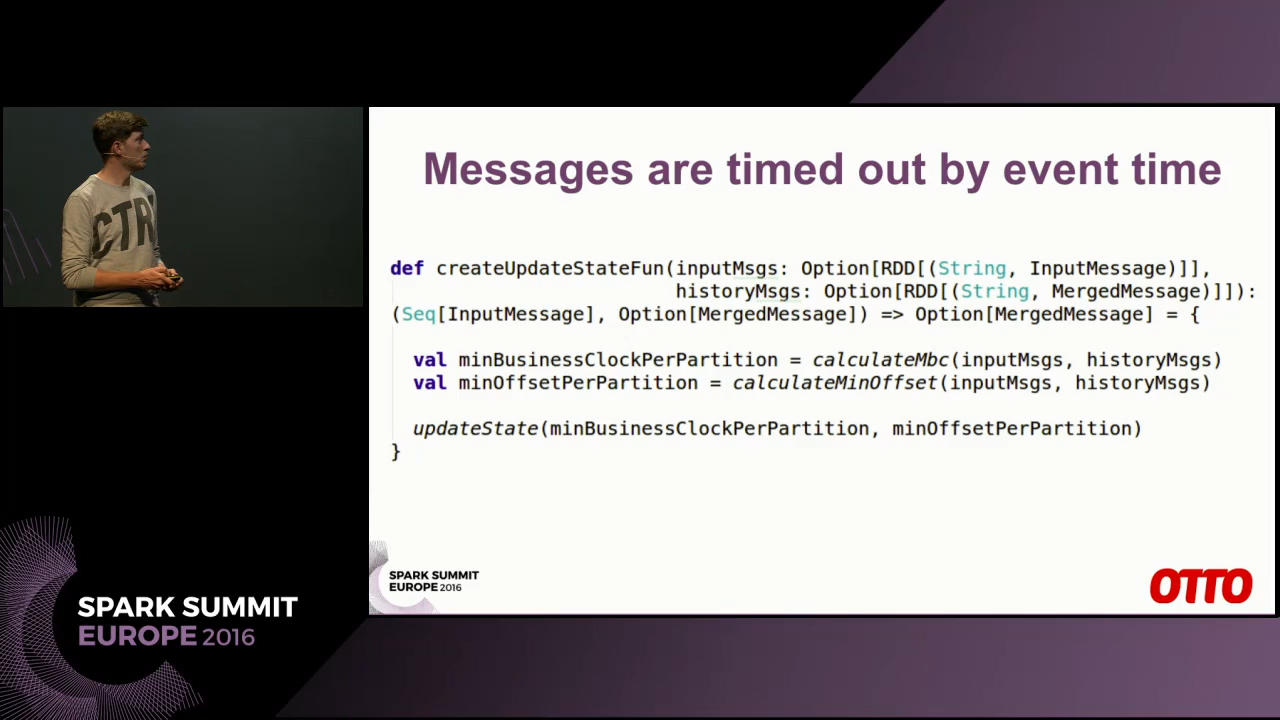 Messages are timed out by event time
def createUpdateStateFun(inputMsgs: Option[RDD[(String, InputMessage)]],
historyMsgs: Option[RDD[(String, MergedMessage)]]):
(Seq[InputMessage], Option[MergedMessage]) => Option[MergedMessage] = {
val minBusinessClockPerPartition = calculateMbc(inputMsgs, historyMsgs)
val minOffsetPerPartition = calculateMinOffset(inputMsgs, historyMsgs)
updateState(minBusinessClockPerPartition, minOffsetPerPartition)
}
SPARK SUMMIT
EUROPE 2016
OTTO
CTR
SPARK SUMMIT
EUROPE 2016